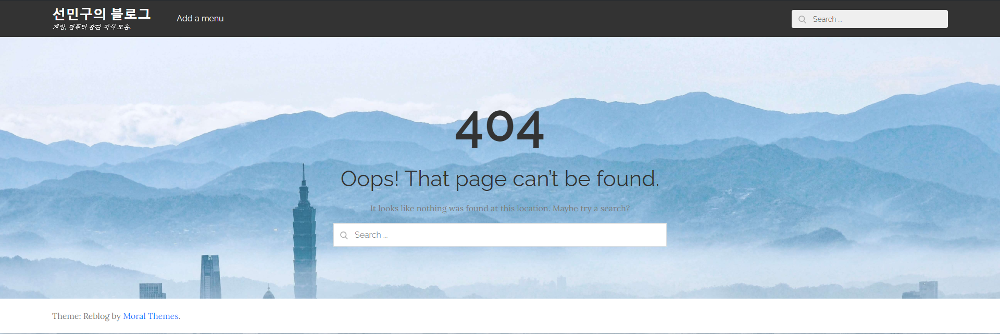 선민구의 블로그
게임, 컴퓨터 관련 지식 모음.
Add a menu
Search ...
404
Oops! That page can’t be found.
It looks like nothing was found at this location. Maybe try a search?
Search ...
Theme: Reblog by Moral Themes.